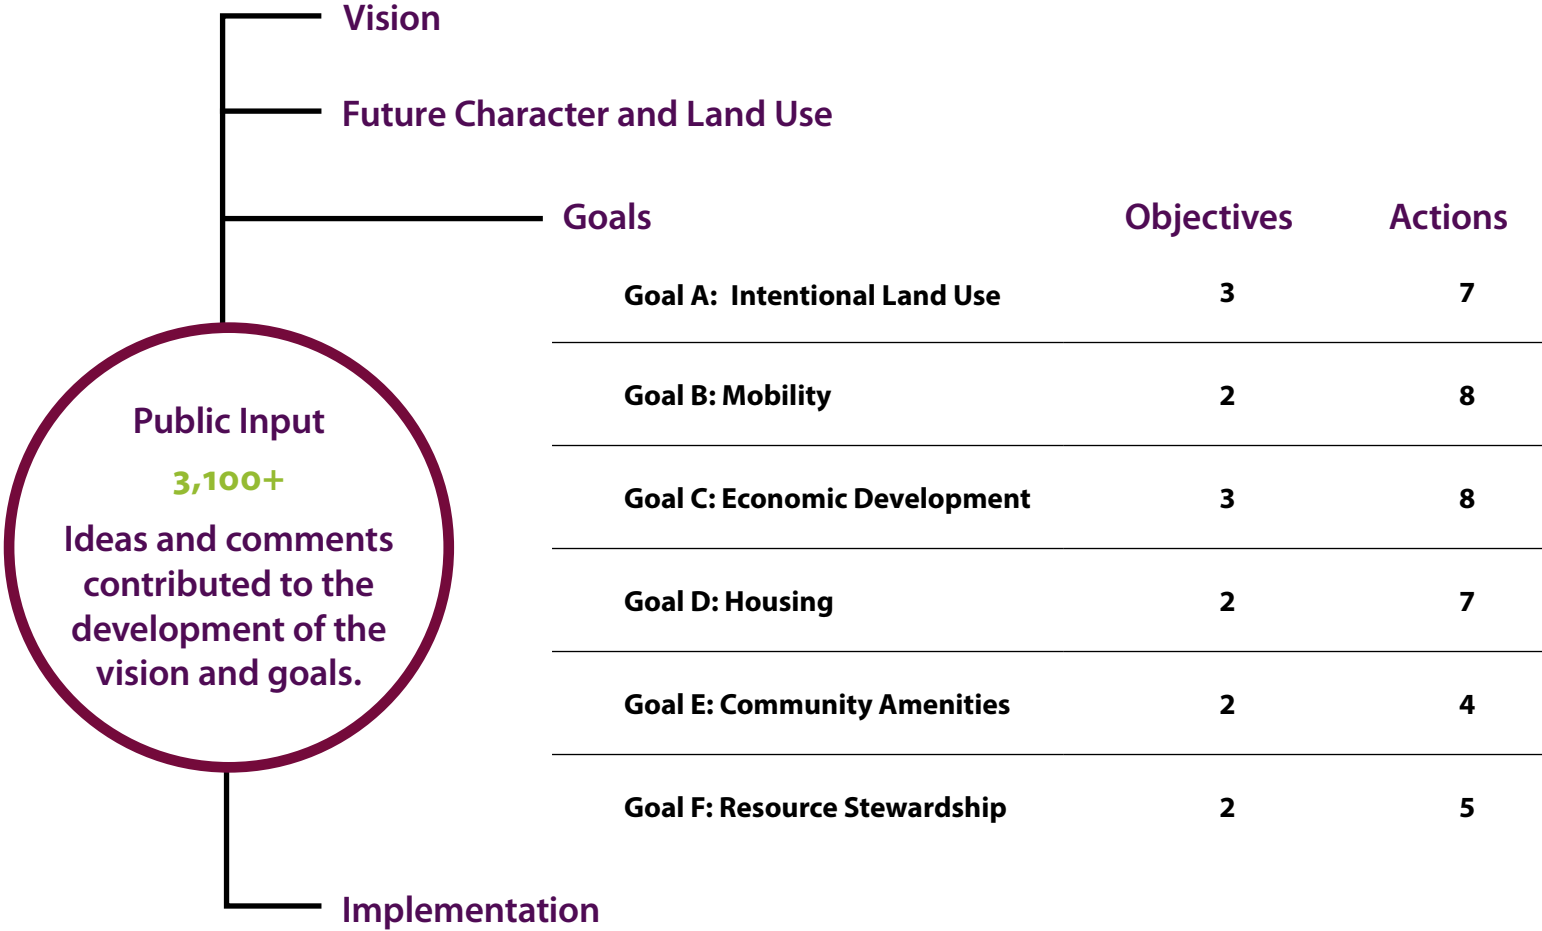 Vision
Future Character and Land Use
Goals Objectives Actions
Goal A: Intentional Land Use 3 7
Goal B: Mobility 2 8
Goal C: Economic Development 3 8
Goal D: Housing 2 7
Goal E: Community Amenities 2 4
Goal F: Resource Stewardship 2 5
Public Input
3,100+
Ideas and comments
contributed to the
development of the
vision and goals.
Implementation